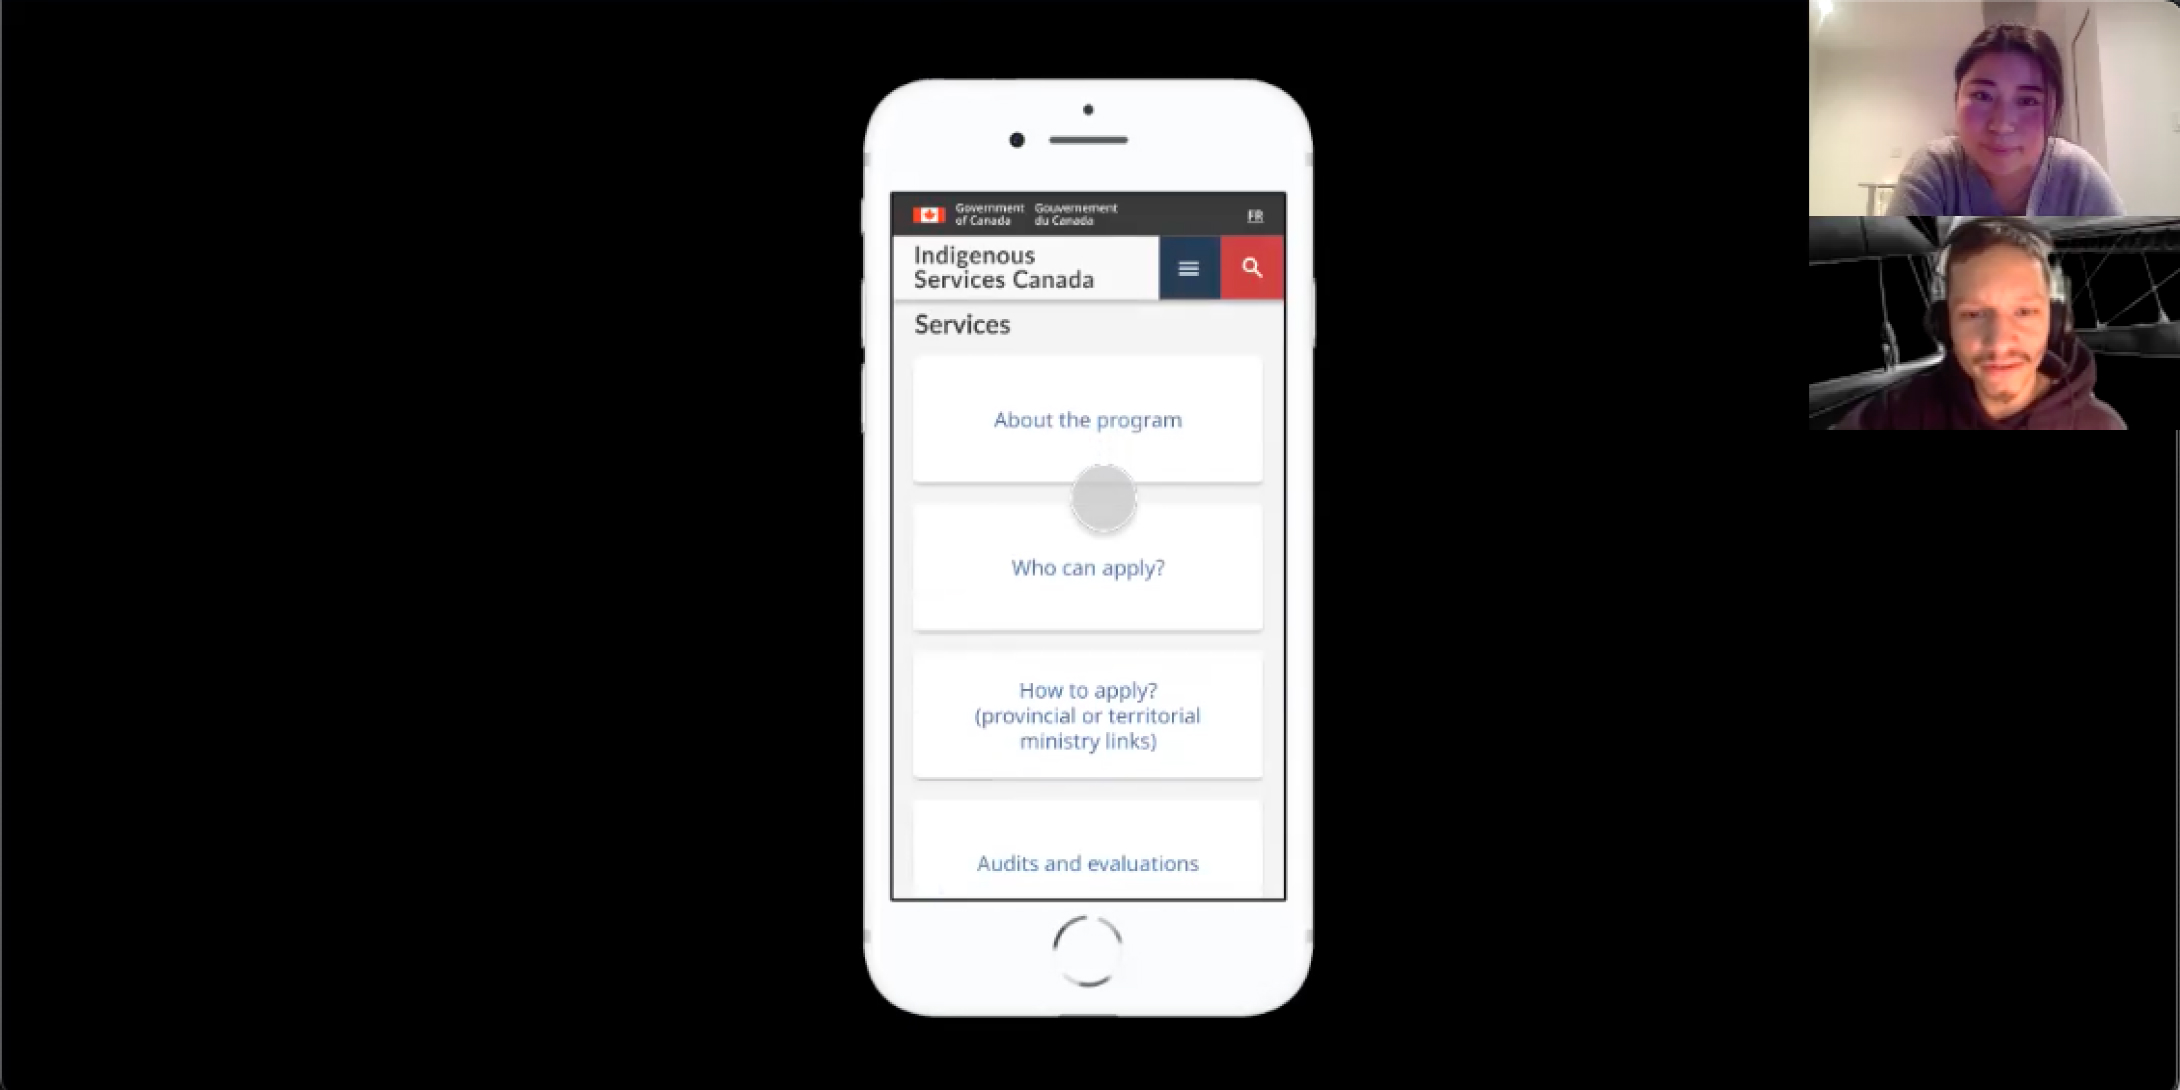 Government of Canada
Gouvernement du Canada
FR
Indigenous
Services Canada
Services
About the program
Who can apply?
How to apply?
(provincial or territorial
ministry links)
Audits and evaluations